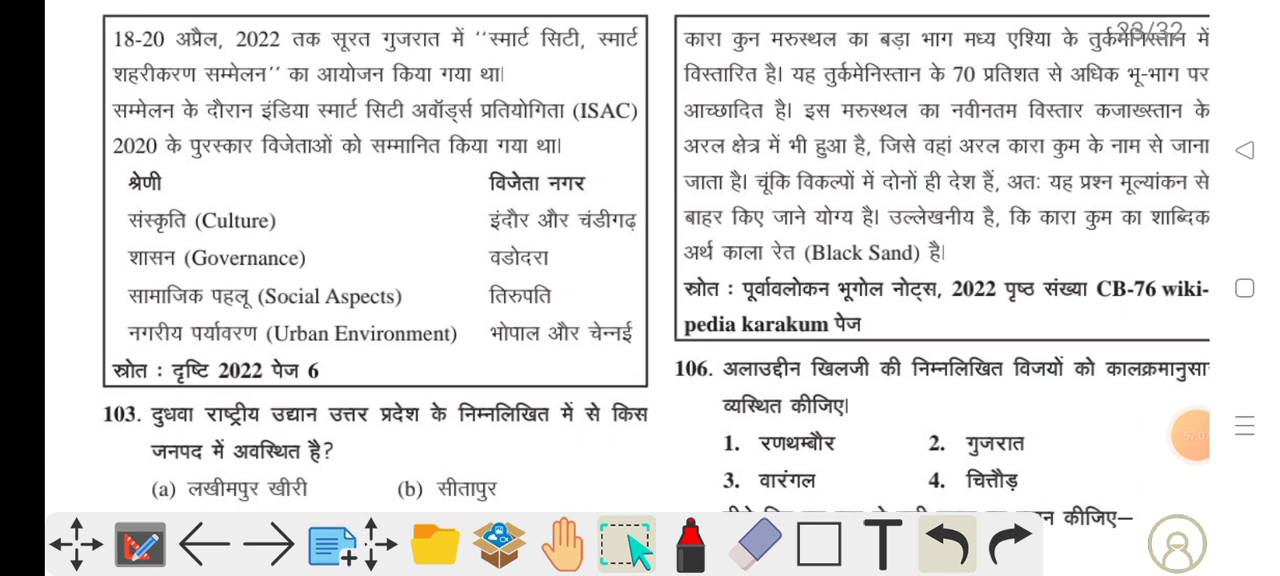 18-20 अप्रैल, 2022 तक सूरत गुजरात में ‘‘स्मार्ट सिटी, स्मार्ट
शहरीकरण सम्मेलन’’ का आयोजन किया गया था।
सम्मेलन के दौरान इंडिया स्मार्ट सिटी अवॉर्ड्स प्रतियोगिता (ISAC)
2020 के पुरस्कार विजेताओं को सम्मानित किया गया था।
श्रेणी विजेता नगर
संस्कृति (Culture) इंदौर और चंडीगढ़
शासन (Governance) वडोदरा
सामाजिक पहलू (Social Aspects) तिरुपति
नगरीय पर्यावरण (Urban Environment) भोपाल और चेन्नई
स्रोत : दृष्टि 2022 पेज 6
103. दुधवा राष्ट्रीय उद्यान उत्तर प्रदेश के निम्नलिखित में से किस
जनपद में अवस्थित है?
(a) लखीमपुर खीरी (b) सीतापुर
23/32
कारा कुन मरुस्थल का बड़ा भाग मध्य एश्यिा के तुर्कमेनिस्तान में
विस्तारित है। यह तुर्कमेनिस्तान के 70 प्रतिशत से अधिक भू-भाग पर
आच्छादित है। इस मरुस्थल का नवीनतम विस्तार कजाख्स्तान के
अरल क्षेत्र में भी हुआ है, जिसे वहां अरल कारा कुम के नाम से जाना
जाता है। चूंकि विकल्पों में दोनों ही देश हैं, अतः यह प्रश्न मूल्यांकन से
बाहर किए जाने योग्य है। उल्लेखनीय है, कि कारा कुम का शाब्दिक
अर्थ काला रेत (Black Sand) है।
स्रोत : पूर्वावलोकन भूगोल नोट्स, 2022 पृष्ठ संख्या CB-76 wiki-
pedia karakum पेज
106. अलाउद्दीन खिलजी की निम्नलिखित विजयों को कालक्रमानुसा
व्यस्थित कीजिए।
1. रणथम्बौर 2. गुजरात
3. वारंगल 4. चित्तौड़
कीजिए–
57:07
T